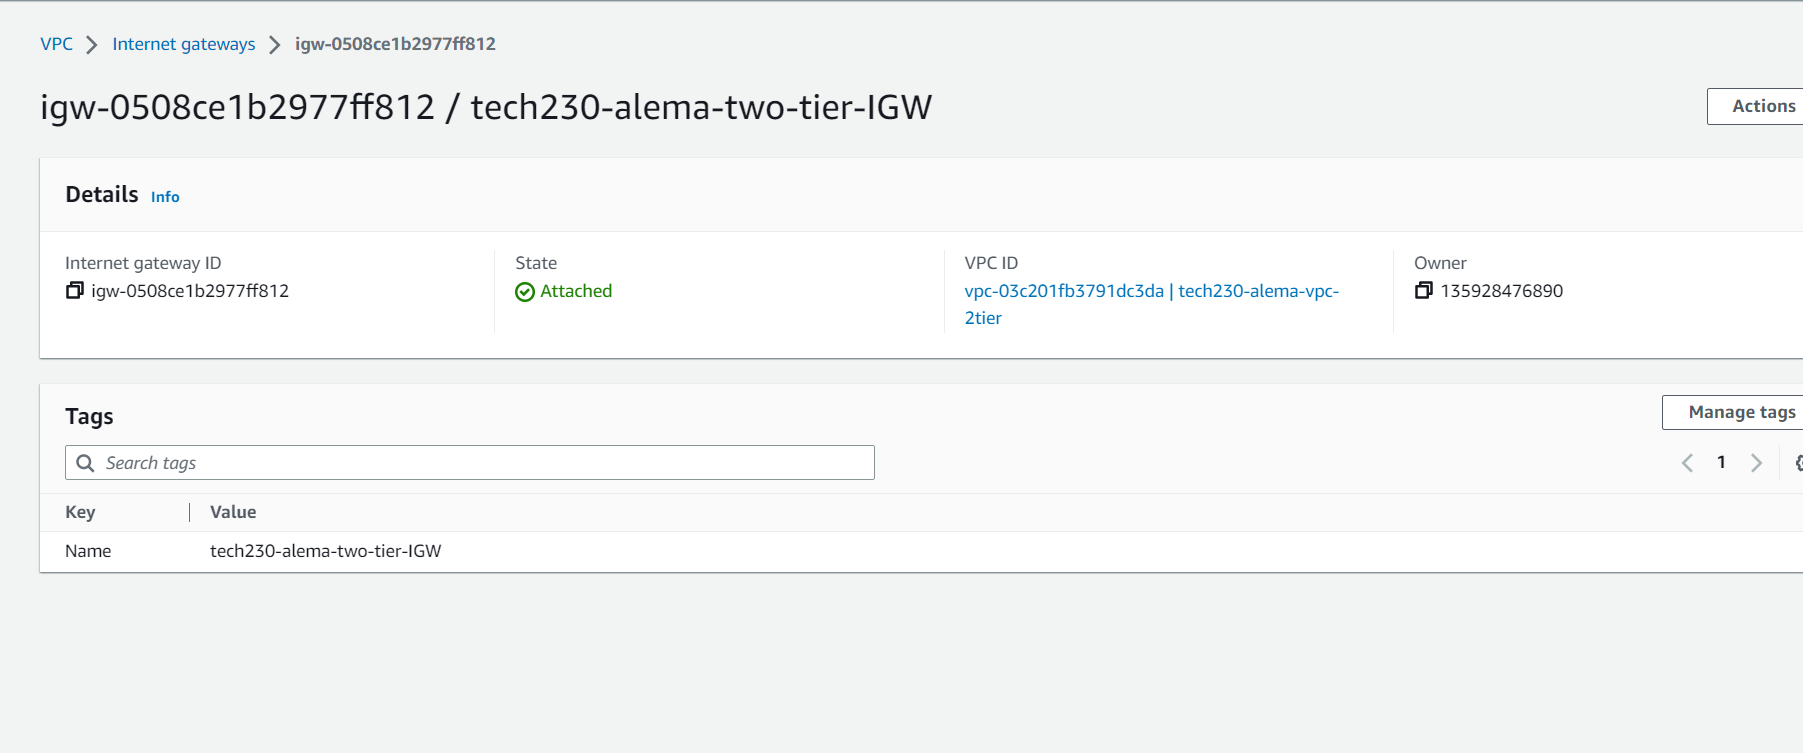 VPC > Internet gateways > igw-0508ce1b2977ff812
igw-0508ce1b2977ff812 / tech230-alema-two-tier-IGW
Actions
Details Info
Internet gateway ID
igw-0508ce1b2977ff812
State
Attached
VPC ID
vpc-03c201fb3791dc3da | tech230-alema-vpc-
2tier
Owner
135928476890
Tags
Manage tags
Search tags
1
Key Value
Name tech230-alema-two-tier-IGW